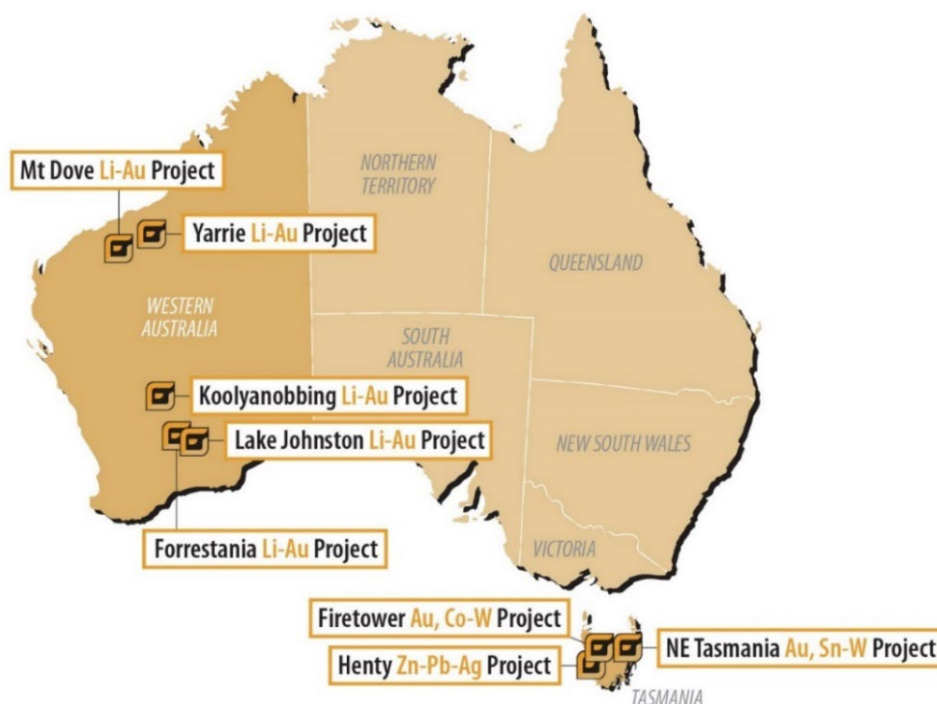 NORTHERN
TERRITORY
Mt Dove Li-Au Project
Yarrie Li-Au Project
QUEENSLAND
WESTERN
AUSTRALIA
SOUTH
AUSTRALIA
Koolyanobbing Li-Au Project
Lake Johnston Li-Au Project
NEW SOUTH WALES
Forrestania Li-Au Project
VICTORIA
Firetower Au, Co-W Project
NE Tasmania Au, Sn-W Project
Henty Zn-Pb-Ag Project
TASMANIA